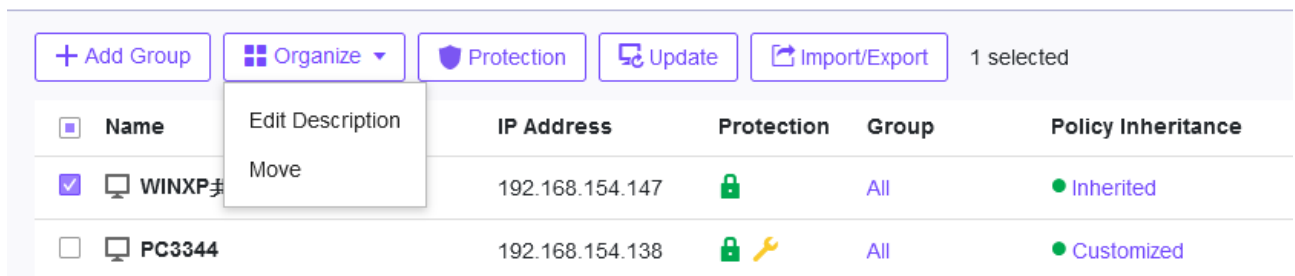 Add Group Organize Protection Update Import/Export 1 selected
Name IP Address Protection Group Policy Inheritance
Edit Description
Move
WINXP 192.168.154.147 All Inherited
PC3344 192.168.154.138 All Customized